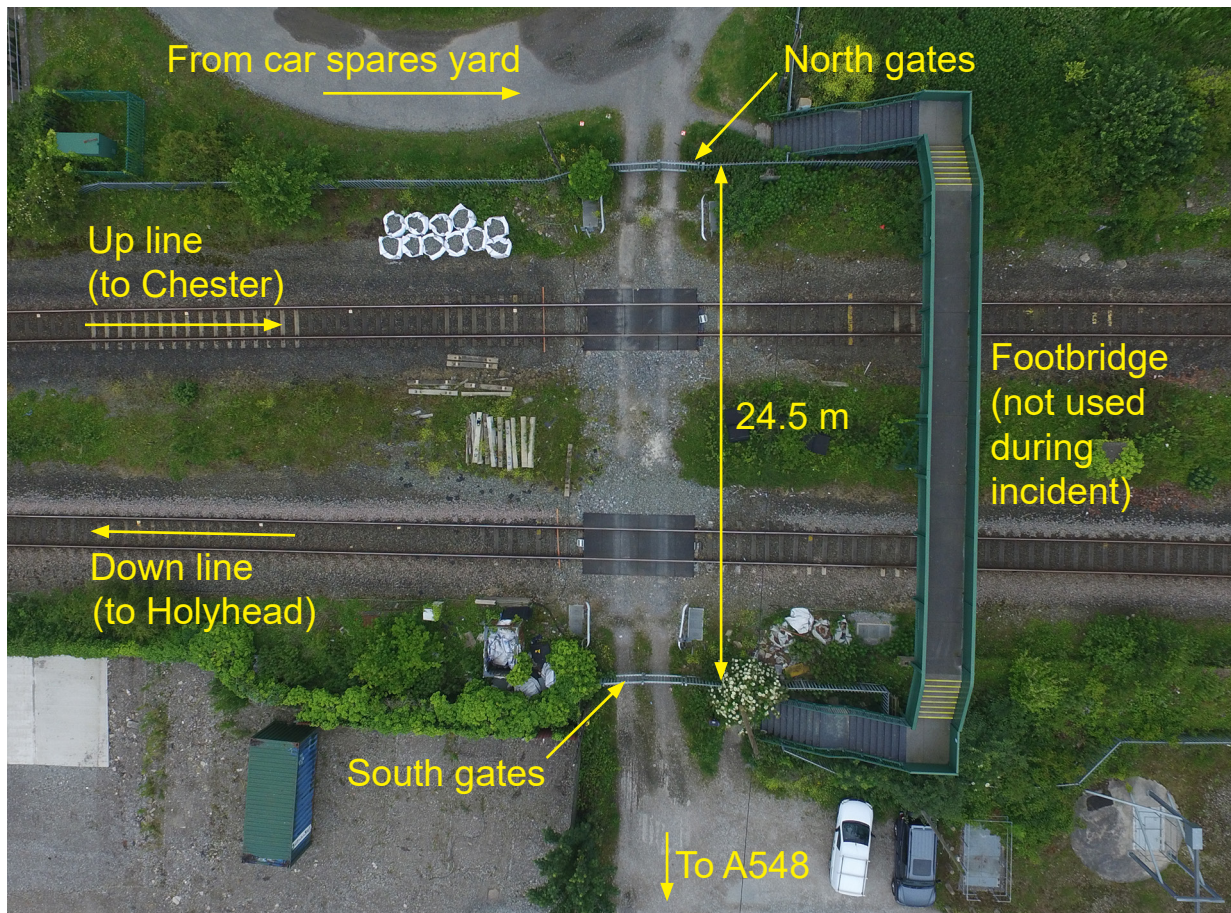 From car spares yard
North gates
Up line
(to Chester)
Footbridge
(not used
during
incident)
24.5 m
Down line
(to Holyhead)
South gates
To A548